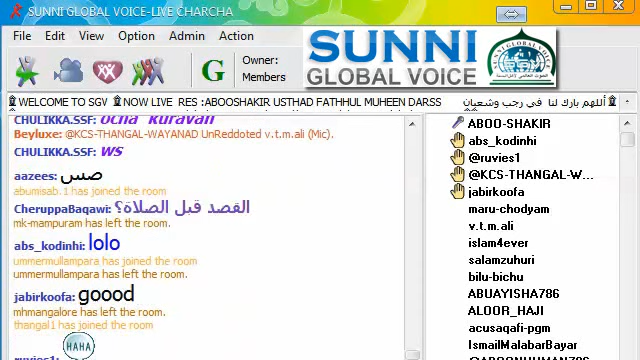 SUNNI GLOBAL VOICE-LIVE CHARCHA
File View Option Admin Action
Owner:
Members
SUNNI
GLOBAL VOICE
WELCOME TO SGV NOW LIVE RES :ABOOSHAKIR USTHAD FATHHUL MUHEEN DARSS أللهم بارك لنا في رجب وشعبان
CHULIKKA.SSF: ocha kuravan
Beyluxe: @KCS-THANGAL-WAYANAD UnReddoted v.t.m.ali (Mic).
CHULIKKA.SSF: ws
aazees: صس
abumisab.1 has joined the room
CheruppaBaqawi: القصد قبل الصلاة؟
mk-mampuram has left the room.
abs_kodinhi: lolo
ummermullampara has joined the room
ummermullampara has left the room.
jabirkoofa: goood
mhmangalore has left the room.
thangal1 has joined the room
ruvies1: HAHA
ABOO-SHAKIR
abs_kodinhi
@ruvies1
@KCS-THANGAL-W...
jabirkoofa
maru-chodyam
v.t.m.ali
islam4ever
salamzuhuri
bilu-bichu
ABUAYISHA786
ALOOR_HAJI
acusaqafi-pgm
IsmailMalabarBayar